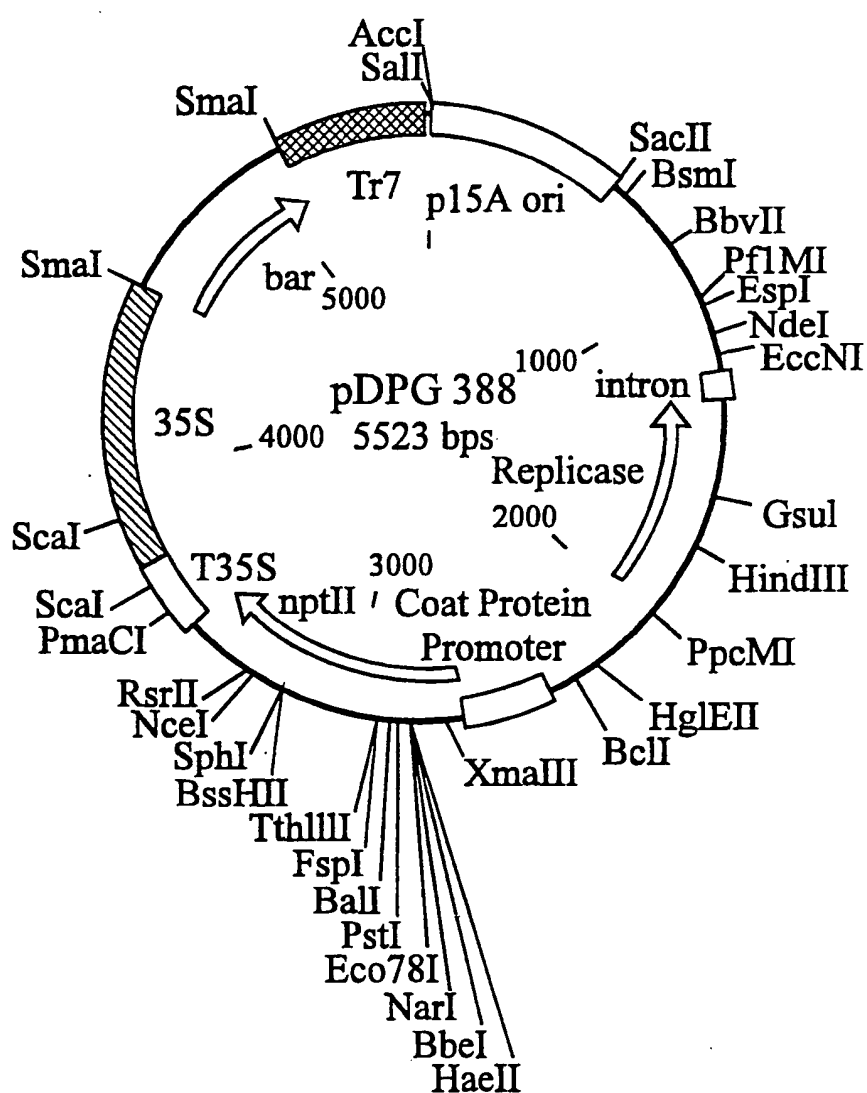 AccI
SalI
SmaI
SacII
BsmI
Tr7
p15A ori
BbvII
SmaI
bar
5000
Pf1MI
EspI
NdeI
EccNI
1000
intron
pDPG 388
35S
4000
5523 bps
Replicase
2000
GsuI
ScaI
HindIII
T35S
3000
ScaI
nptII
Coat Protein
PmaCI
Promoter
PpcMI
RsrII
HglEII
NceI
BclI
SphI
XmaIII
BssHII
TthlllI
FspI
BalI
PstI
Eco78I
NarI
BbeI
HaeII